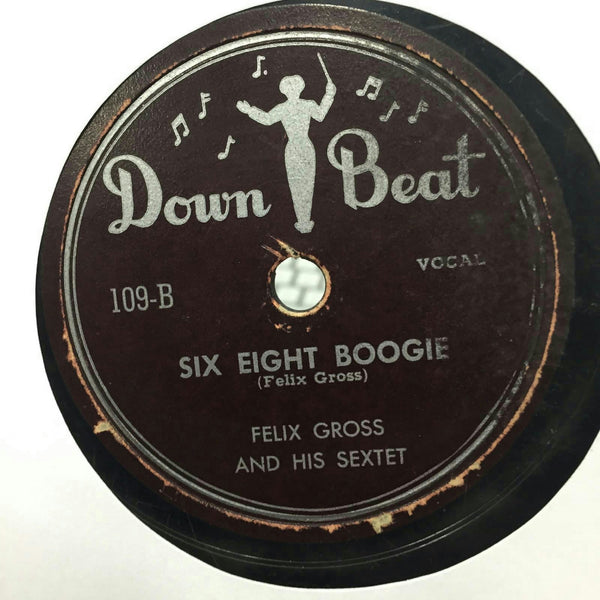 Down Beat
VOCAL
109-B
SIX EIGHT BOOGIE
(Felix Gross)
FELIX GROSS
AND HIS SEXTET